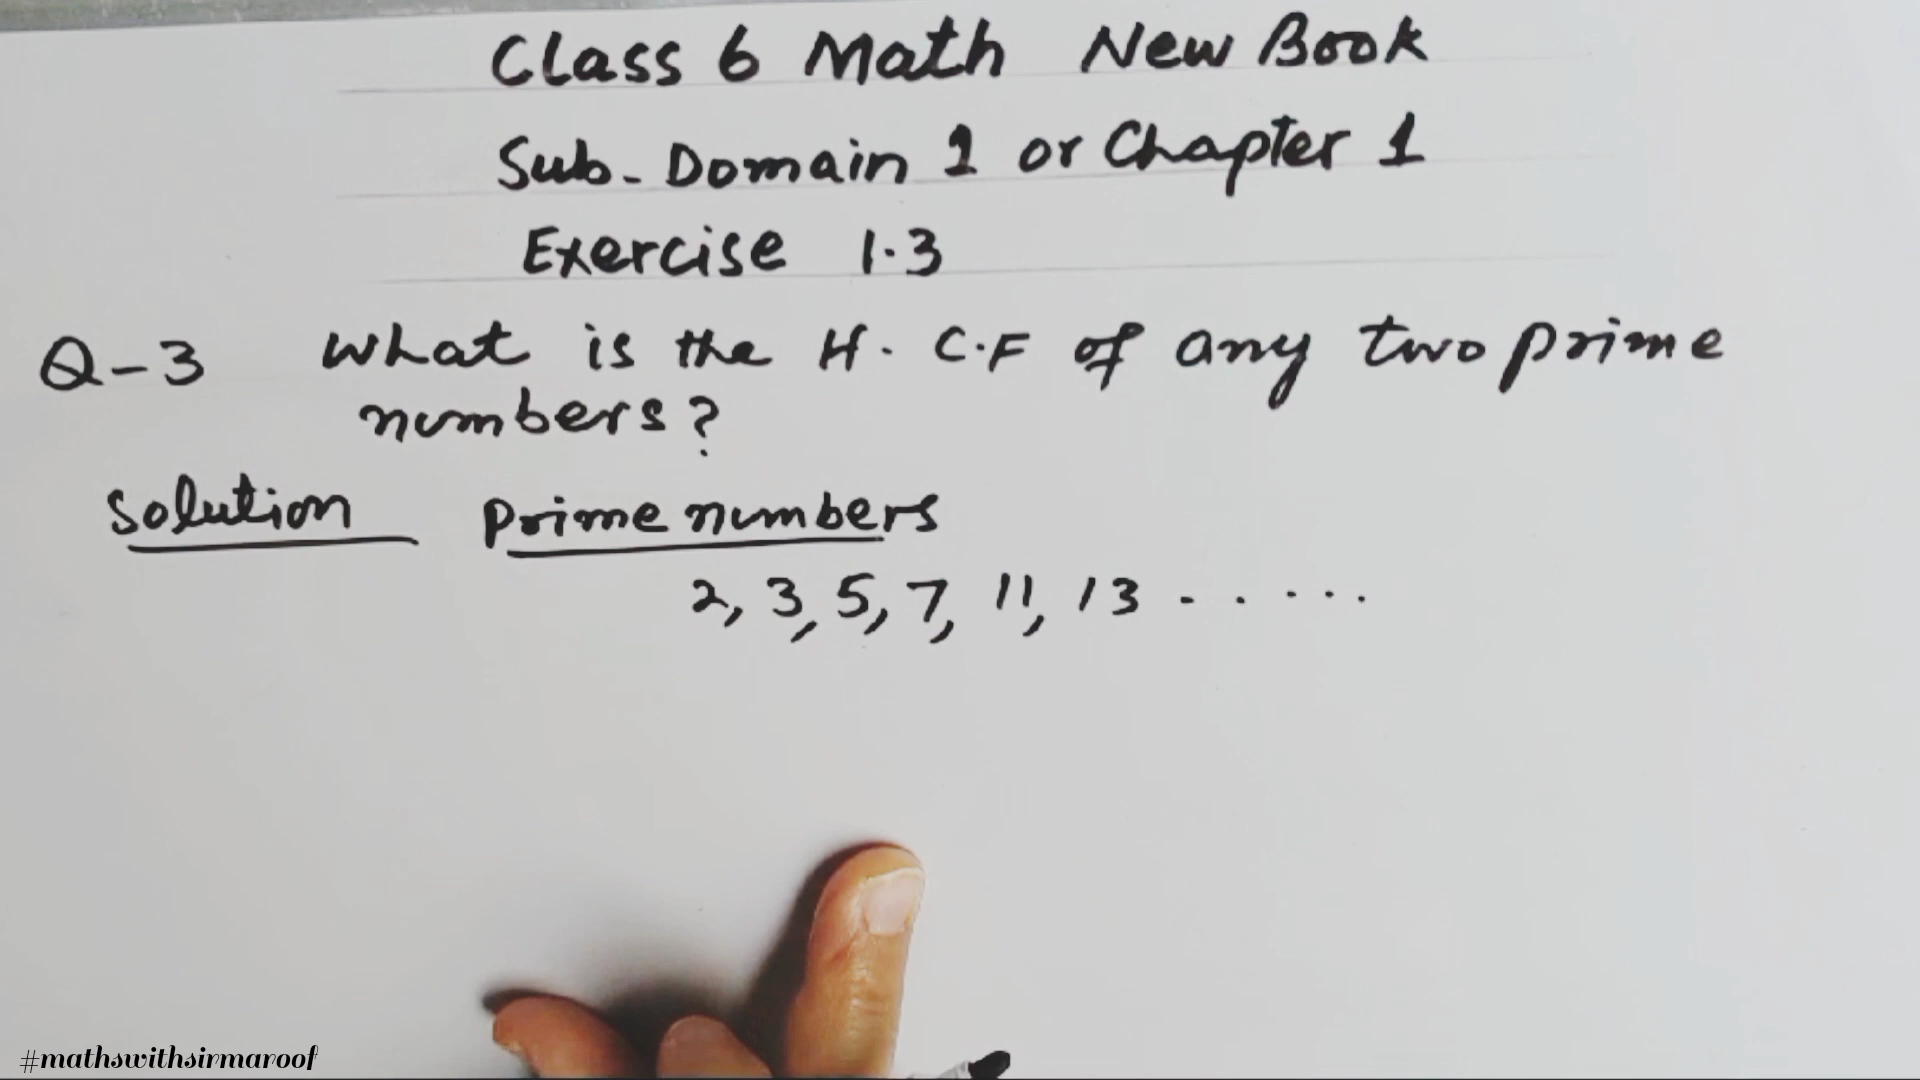 Class 6 Math New Book
Sub-Domain 1 or Chapter 1
Exercise 1.3
Q-3 What is the H.C.F of any two prime
numbers?
Solution Prime numbers
2, 3, 5, 7, 11, 13 ......
#mathswithsirmaroof